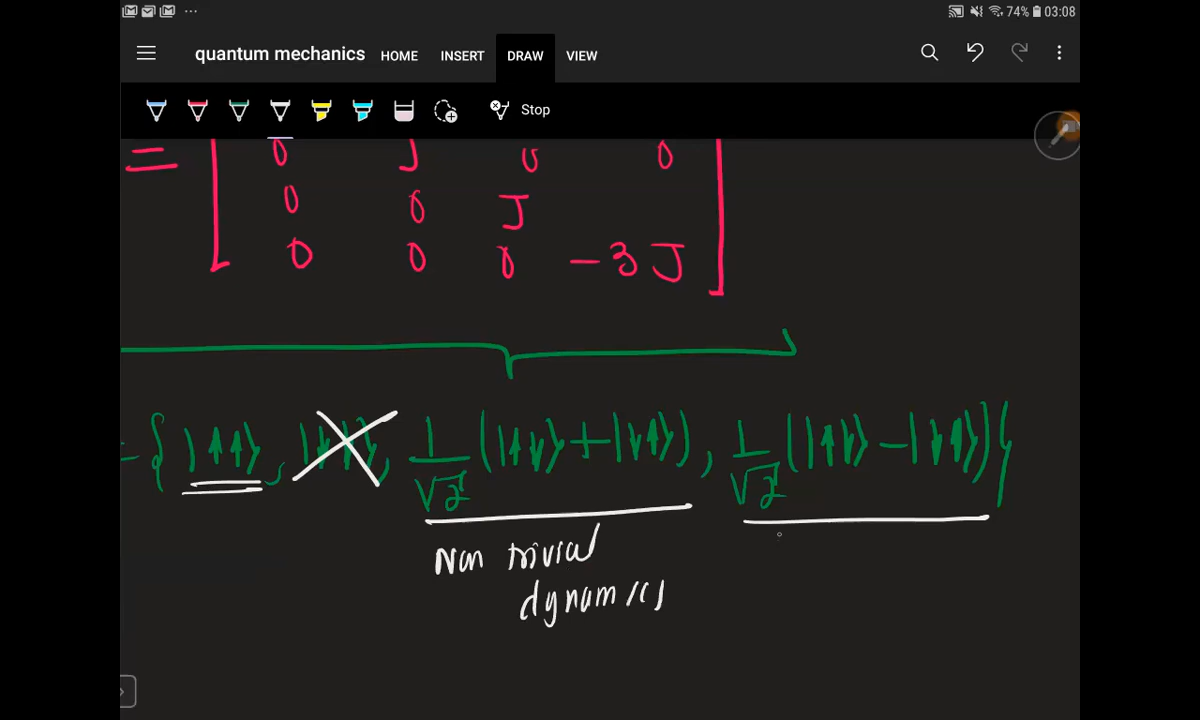 74% 03:08
quantum mechanics HOME INSERT DRAW VIEW
Stop
= [ 0 J 0 0
0 0 J
0 0 0 -3J ]
- { |↑↑⟩, |↓↓⟩, 1/√2 (|↑↓⟩+|↓↑⟩), 1/√2 (|↑↓⟩-|↓↑⟩) }
Non trivial
dynamics